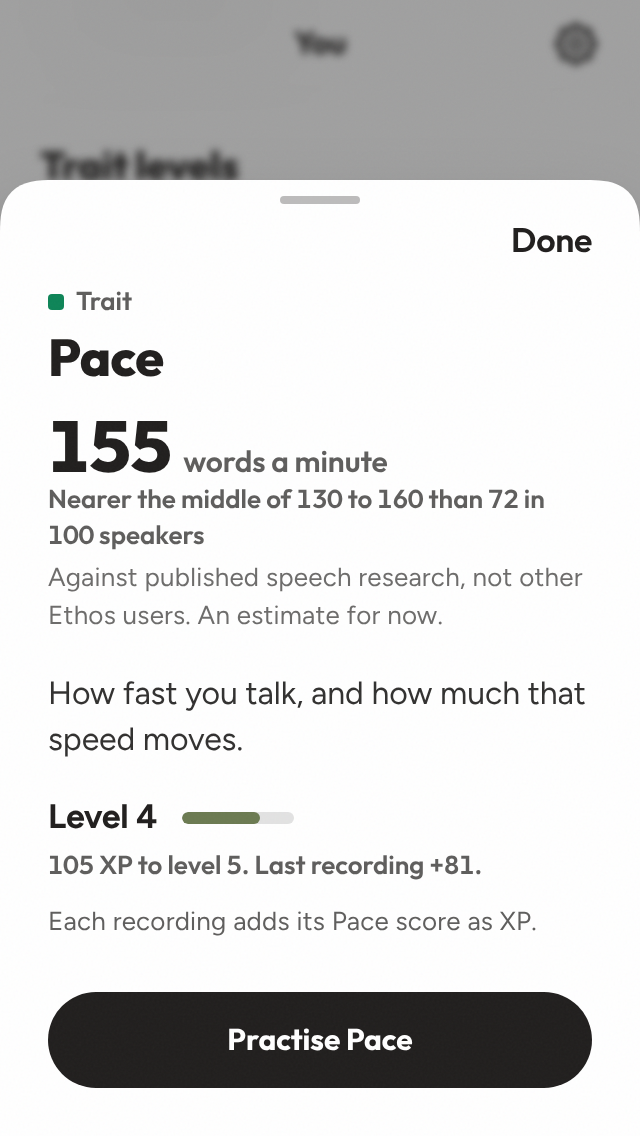 You
Trait levels
Done
Trait
Pace
155 words a minute
Nearer the middle of 130 to 160 than 72 in
100 speakers
Against published speech research, not other
Ethos users. An estimate for now.
How fast you talk, and how much that
speed moves.
Level 4
105 XP to level 5. Last recording +81.
Each recording adds its Pace score as XP.
Practise Pace